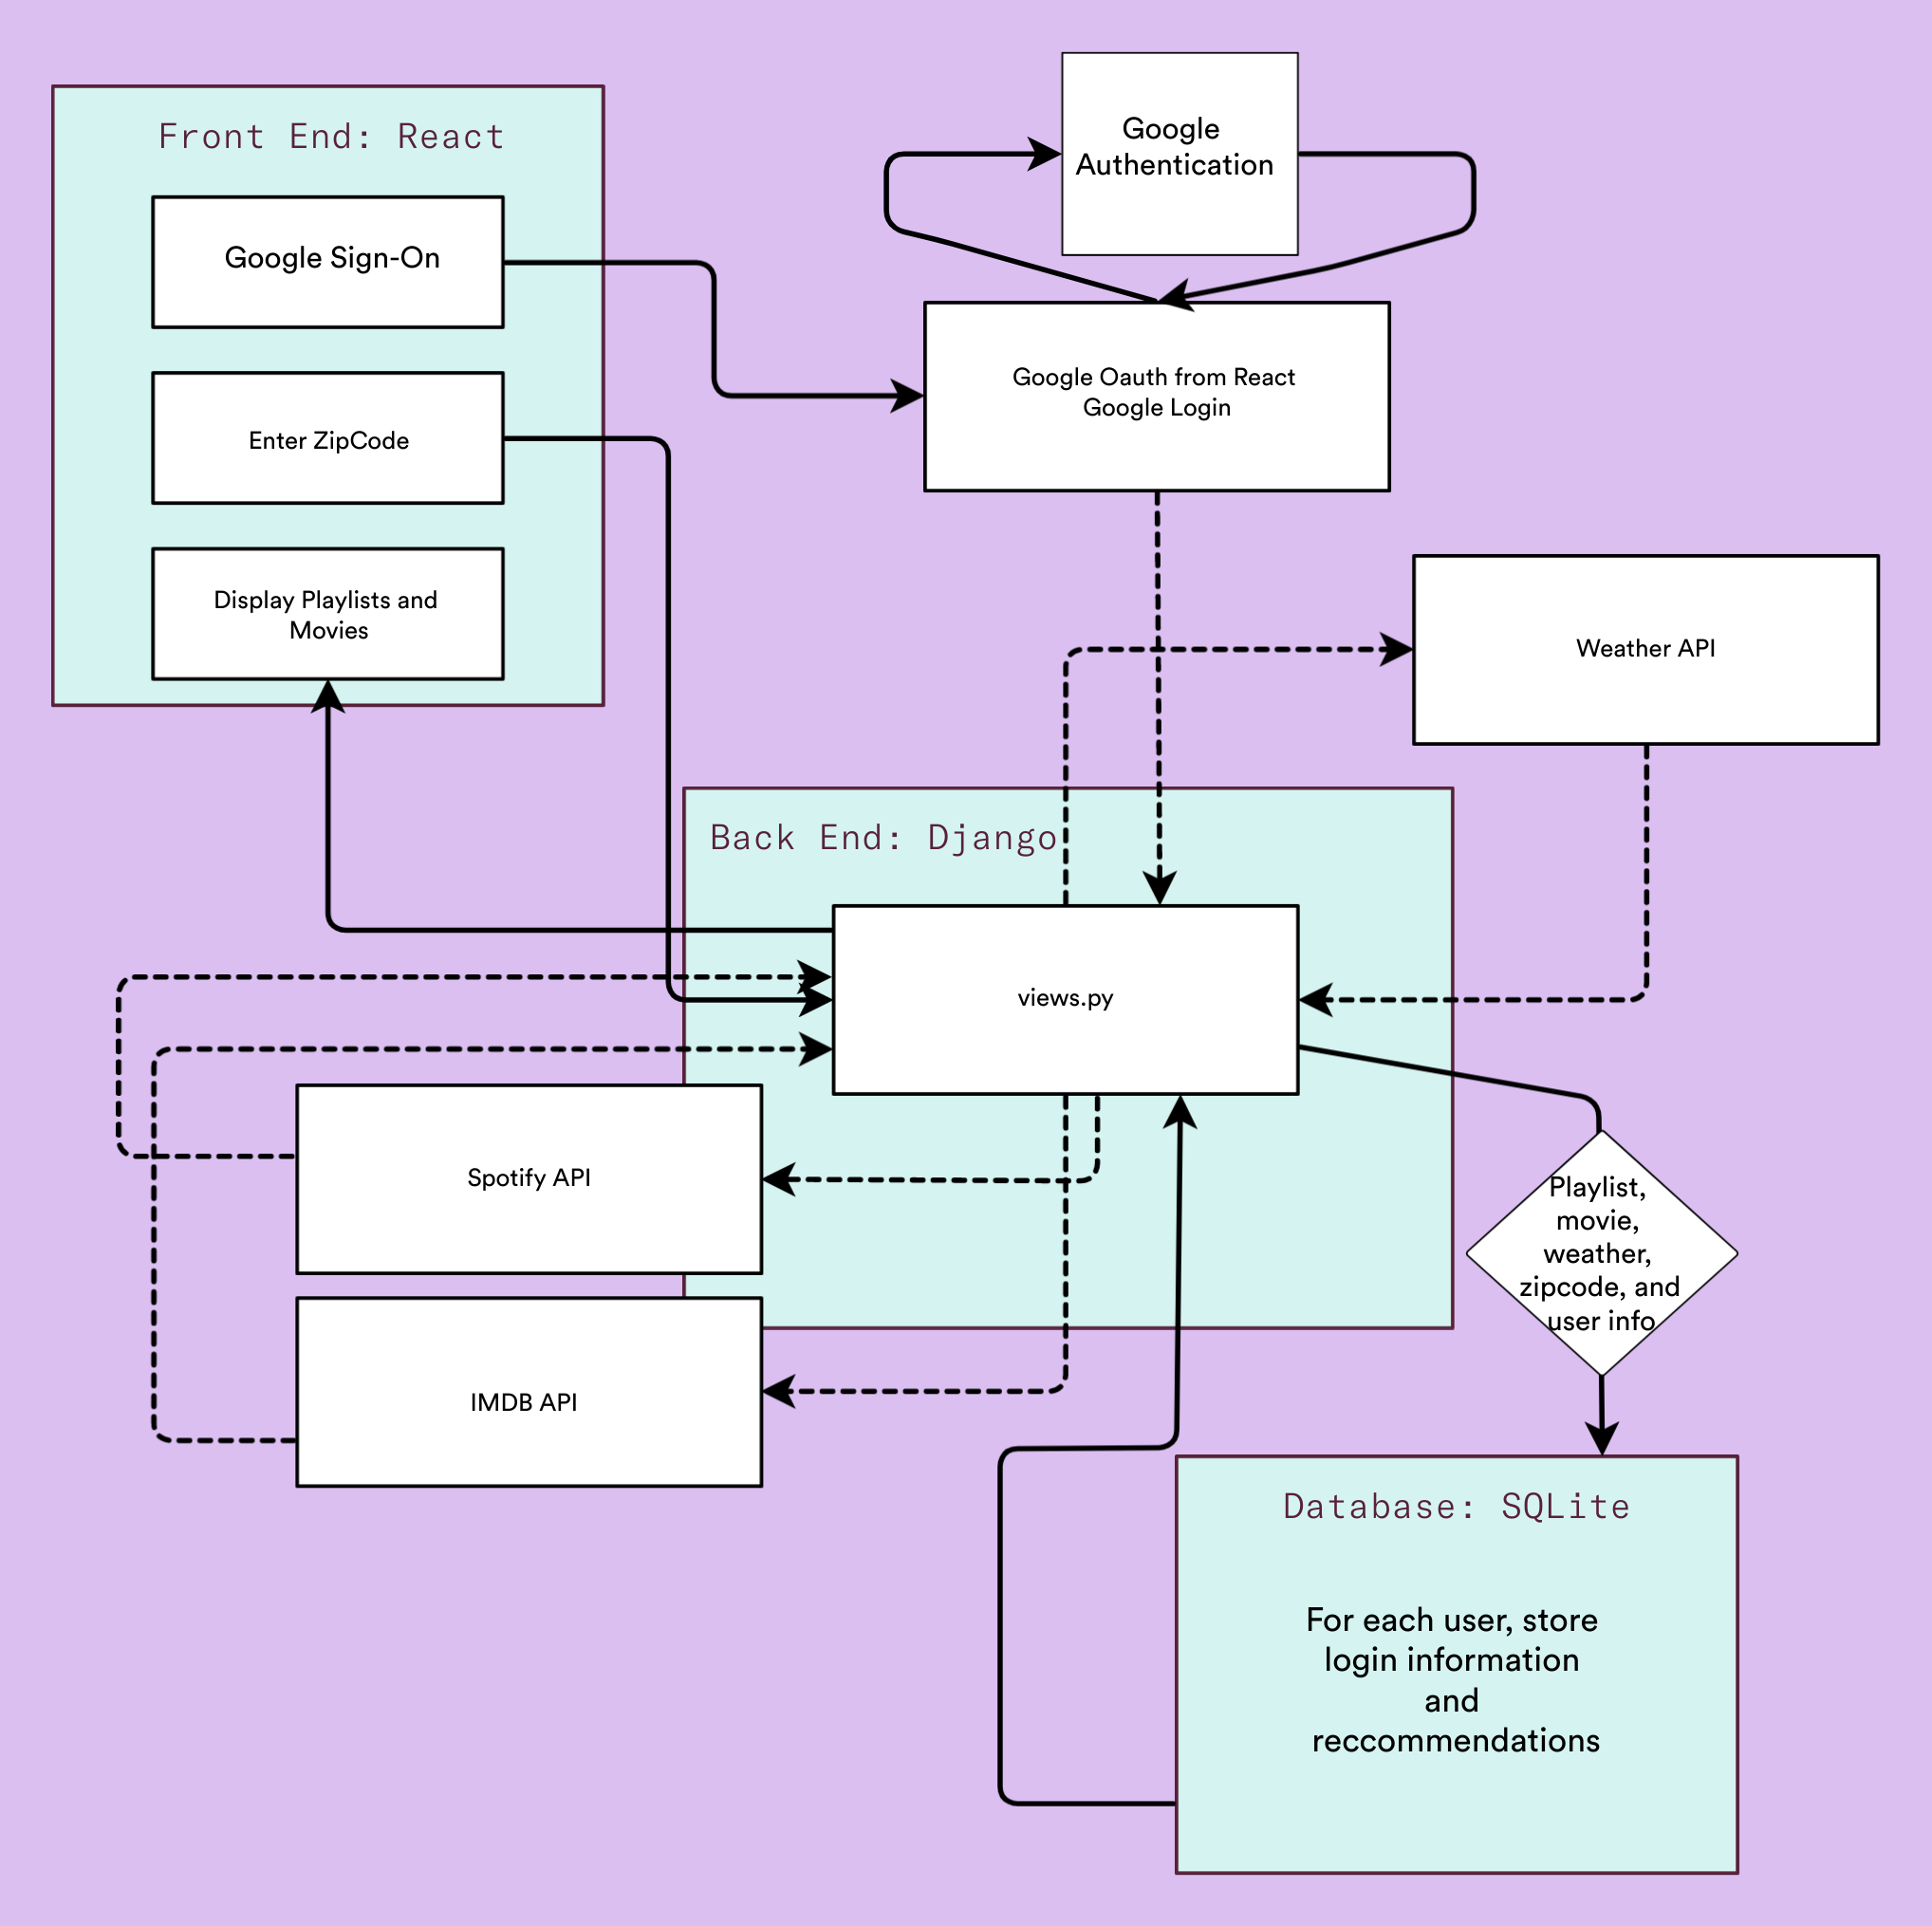 Google
Authentication
Front End: React
Google Sign-On
Google Oauth from React
Google Login
Enter ZipCode
Display Playlists and
Movies
Weather API
Back End: Django
views.py
Spotify API
Playlist,
movie,
weather,
zipcode, and
user info
IMDB API
Database: SQLite
For each user, store
login information
and
reccommendations